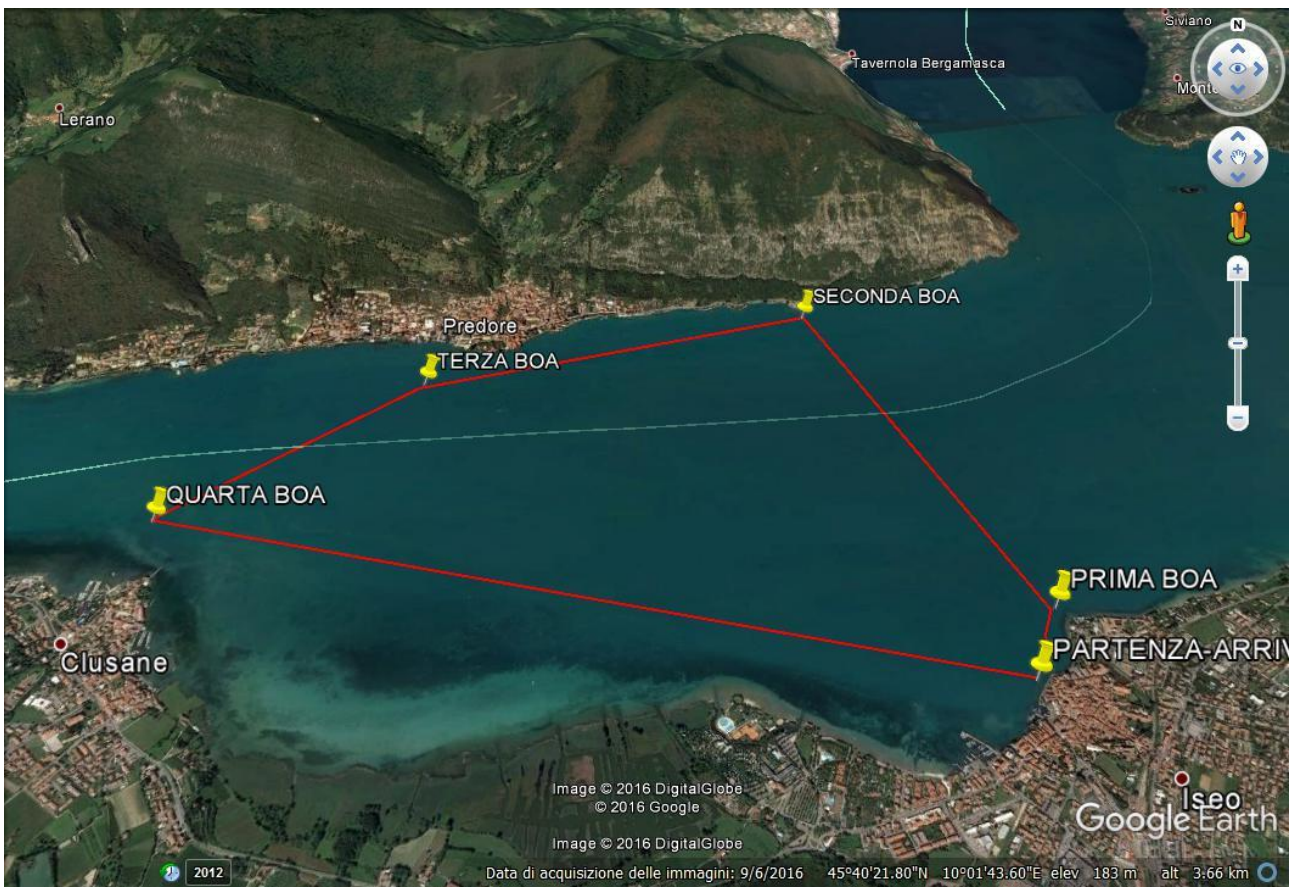 Siviano
N
Tavernola Bergamasca
Monte
Lerano
SECONDA BOA
Predore
TERZA BOA
QUARTA BOA
PRIMA BOA
PARTENZA-ARRIV
Clusane
Iseo
Image © 2016 DigitalGlobe
© 2016 Google
Image © 2016 DigitalGlobe
Google Earth
2012
Data di acquisizione delle immagini: 9/6/2016 45°40'21.80"N 10°01'43.60"E elev 183 m alt 3.66 km